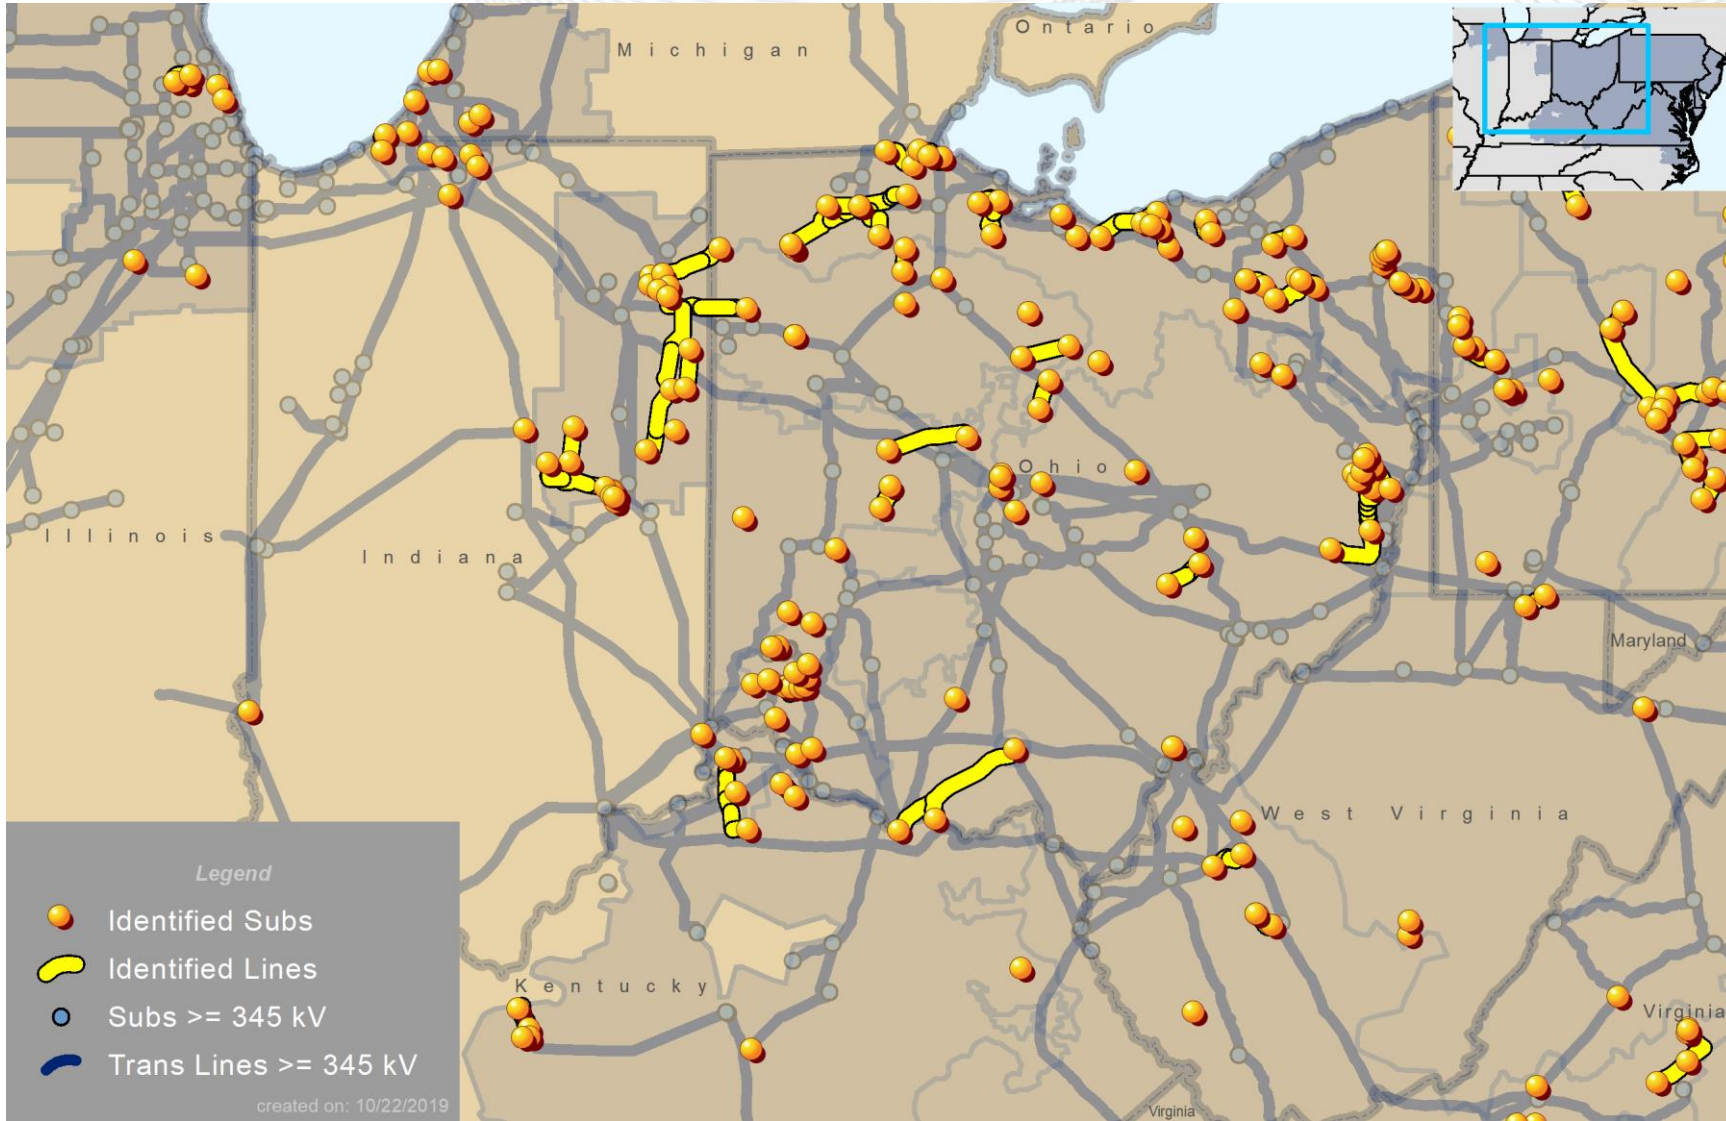 Ontario
Michigan
Ohio
Illinois
Indiana
Maryland
West Virginia
Kentucky
Virginia
Virginia
Legend
Identified Subs
Identified Lines
Subs >= 345 kV
Trans Lines >= 345 kV
created on: 10/22/2019